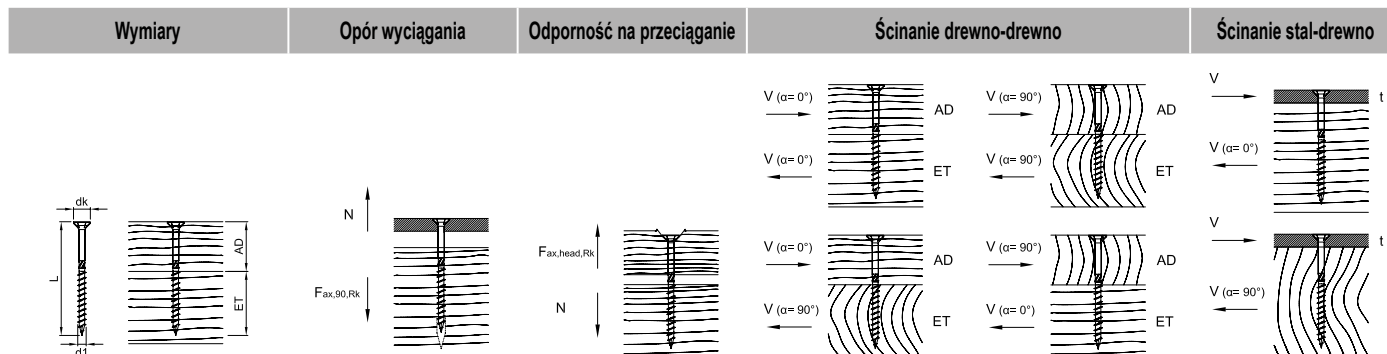 Wymiary
Opór wyciągania
Odporność na przeciąganie
Ścinanie drewno-drewno
Ścinanie stal-drewno
dk
L
d1
AD
ET
N
Fax,90,Rk
Fax,head,Rk
N
V (α= 0°)
AD
V (α= 0°)
ET
V (α= 90°)
AD
V (α= 90°)
ET
V (α= 0°)
AD
V (α= 90°)
ET
V (α= 90°)
AD
V (α= 0°)
ET
V
t
V (α= 0°)
V
t
V (α= 90°)